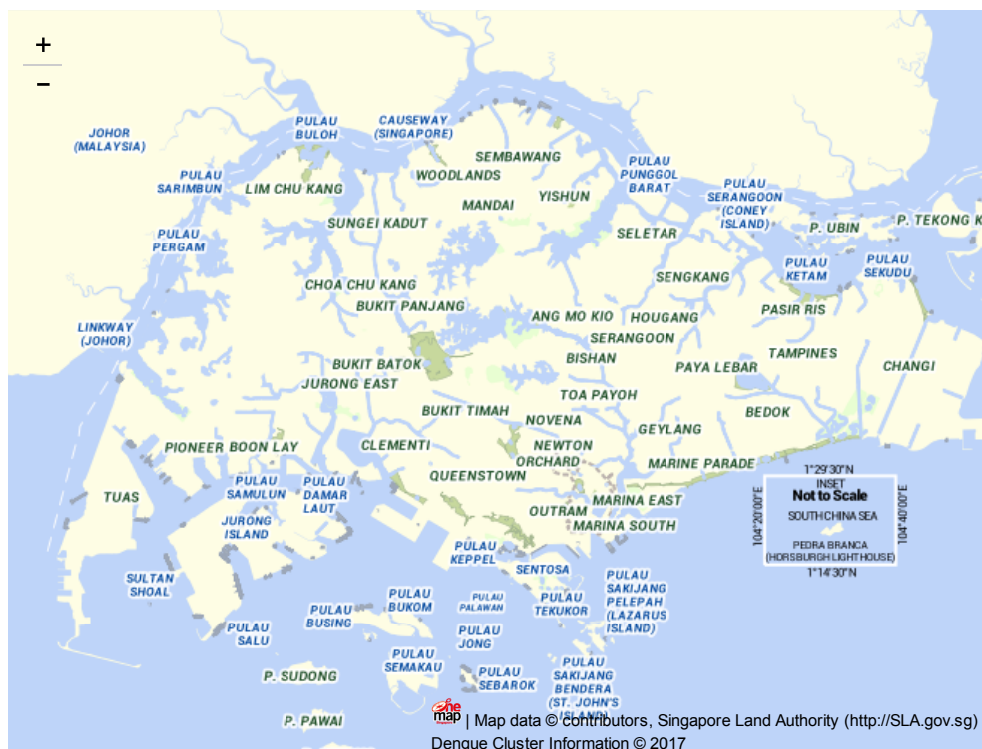 +
−
JOHOR
(MALAYSIA)
PULAU
BULOH
CAUSEWAY
(SINGAPORE)
SEMBAWANG
WOODLANDS
PULAU
PUNGGOL
BARAT
PULAU
SARIMBUN
LIM CHU KANG
YISHUN
MANDAI
PULAU
SERANGOON
(CONEY
ISLAND)
SUNGEI KADUT
P. UBIN
P. TEKONG K
PULAU
PERGAM
SELETAR
PULAU
KETAM
PULAU
SEKUDU
SENGKANG
CHOA CHU KANG
BUKIT PANJANG
PASIR RIS
LINKWAY
(JOHOR)
ANG MO KIO
HOUGANG
SERANGOON
BISHAN
TAMPINES
BUKIT BATOK
PAYA LEBAR
CHANGI
JURONG EAST
TOA PAYOH
BUKIT TIMAH
BEDOK
NOVENA
GEYLANG
PIONEER
BOON LAY
CLEMENTI
NEWTON
ORCHARD
MARINE PARADE
QUEENSTOWN
PULAU
SAMULUN
PULAU
DAMAR
LAUT
TUAS
MARINA EAST
OUTRAM
MARINA SOUTH
JURONG
ISLAND
1°29'30"N
INSET
Not to Scale
SOUTH CHINA SEA
104°20'00"E
104°40'00"E
PEDRA BRANCA
(HORSBURGH LIGHTHOUSE)
1°14'30"N
PULAU
KEPPEL
SENTOSA
SULTAN
SHOAL
PULAU
SAKIJANG
PELEPAH
(LAZARUS
ISLAND)
PULAU
BUKOM
PULAU
PALAWAN
PULAU
TEKUKOR
PULAU
BUSING
PULAU
SALU
PULAU
JONG
PULAU
SEMAKAU
P. SUDONG
PULAU
SEBAROK
PULAU
SAKIJANG
BENDERA
(ST. JOHN'S
ISLAND)
P. PAWAI
one
map
| Map data © contributors, Singapore Land Authority (http://SLA.gov.sg)
Dengue Cluster Information © 2017